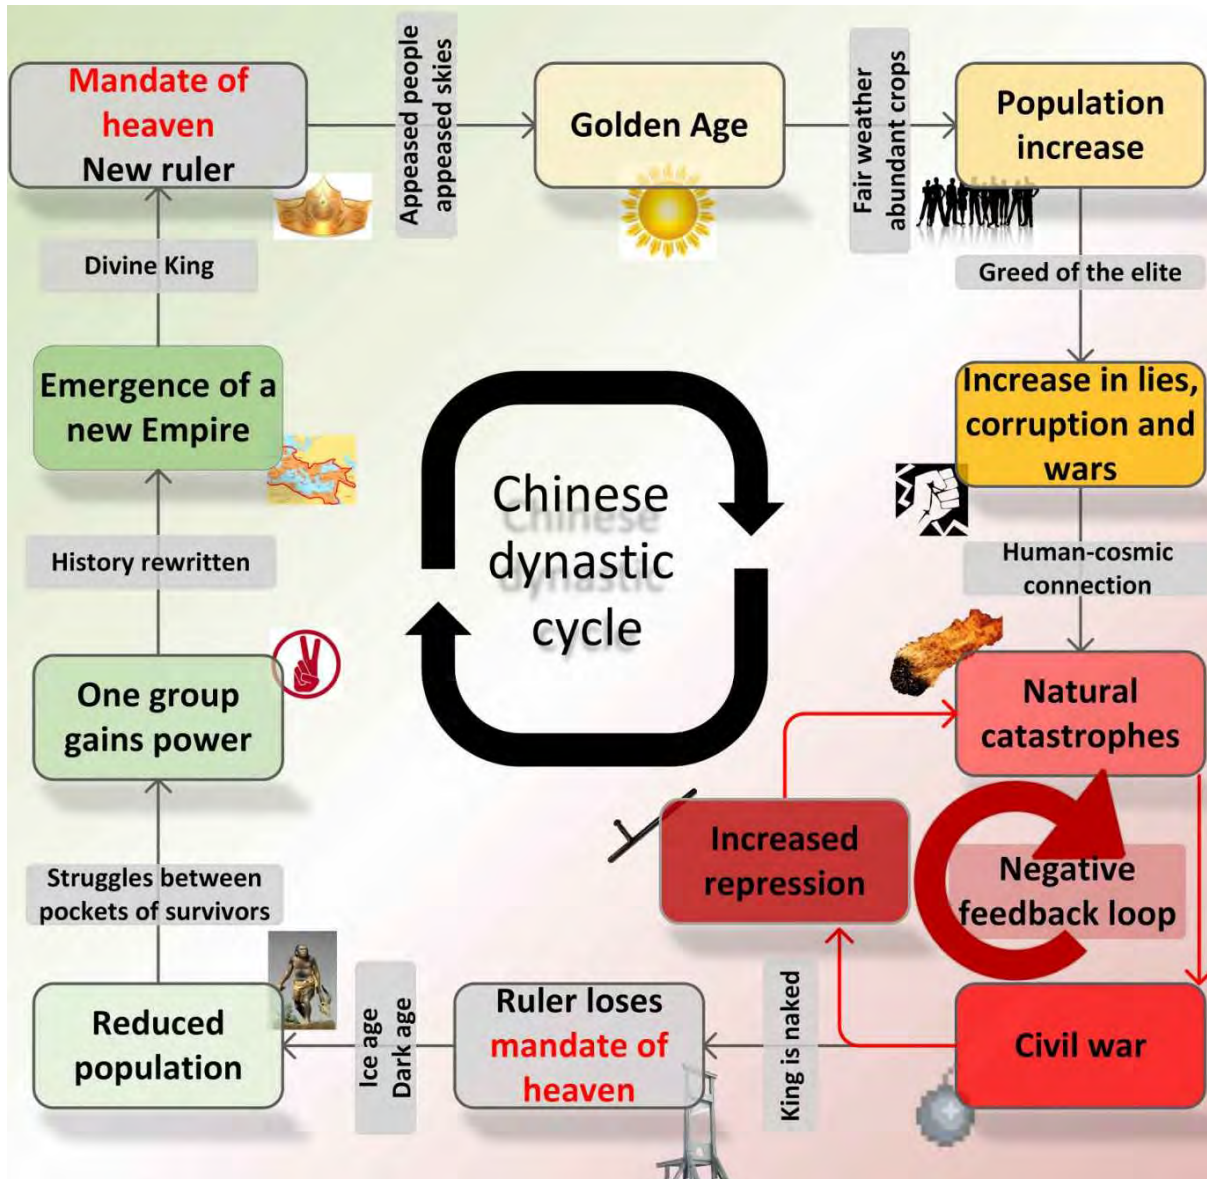 Mandate of
heaven
New ruler
Appeased people
appeased skies
Golden Age
Fair weather
abundant crops
Population
increase
Greed of the elite
Increase in lies,
corruption and
wars
Human-cosmic
connection
Natural
catastrophes
Negative
feedback loop
Increased
repression
Civil war
King is naked
Ruler loses
mandate of
heaven
Ice age
Dark age
Reduced
population
Struggles between
pockets of survivors
One group
gains power
History rewritten
Emergence of a
new Empire
Divine King
Chinese
dynastic
cycle